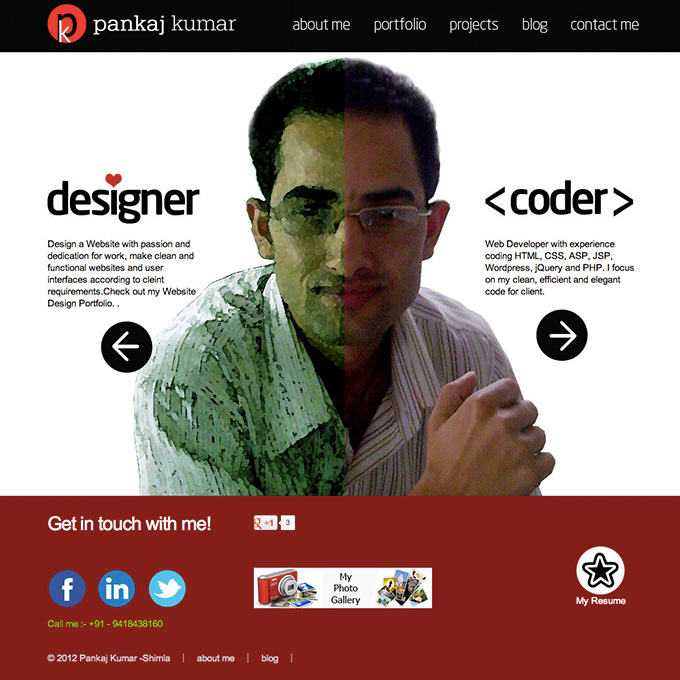 pk pankaj kumar about me portfolio projects blog contact me
designer
Design a Website with passion and
dedication for work, make clean and
functional websites and user
interfaces according to cleint
requirements.Check out my Website
Design Portfolio. .
<coder>
Web Developer with experience
coding HTML, CSS, ASP, JSP,
Wordpress, jQuery and PHP. I focus
on my clean, efficient and elegant
code for client.
Get in touch with me!
g +1 3
f in
My
Photo
Gallery
My Resume
Call me :- +91 - 9418438160
© 2012 Pankaj Kumar -Shimla | about me | blog |